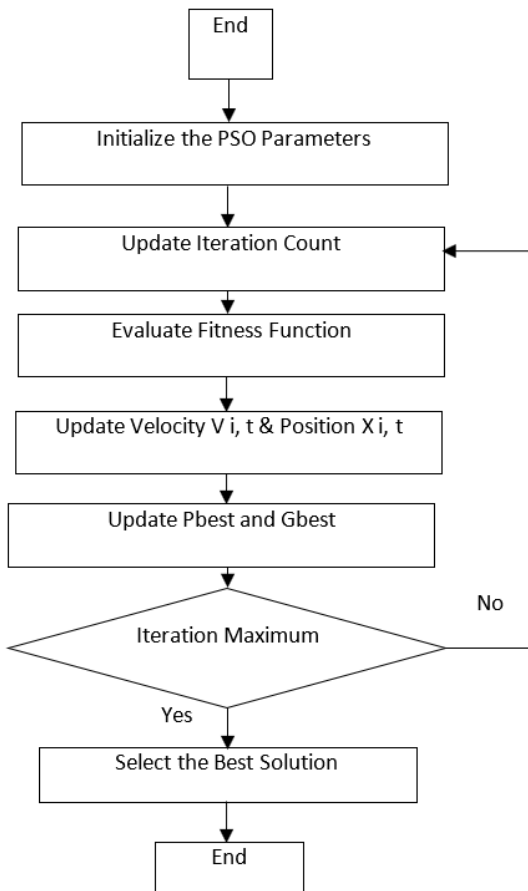 End
Initialize the PSO Parameters
Update Iteration Count
Evaluate Fitness Function
Update Velocity V i, t & Position X i, t
Update Pbest and Gbest
Iteration Maximum
No
Yes
Select the Best Solution
End